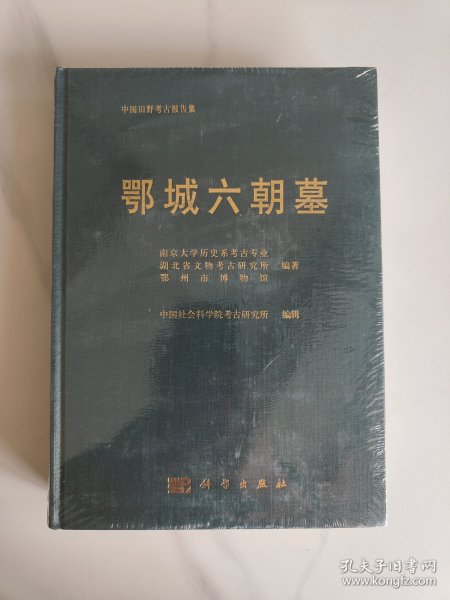 中国田野考古报告集
鄂城六朝墓
南京大学历史系考古专业
湖北省文物考古研究所 编著
鄂州市博物馆
中国社会科学院考古研究所 编辑
科学出版社
孔夫子旧书网
www.kongfz.com